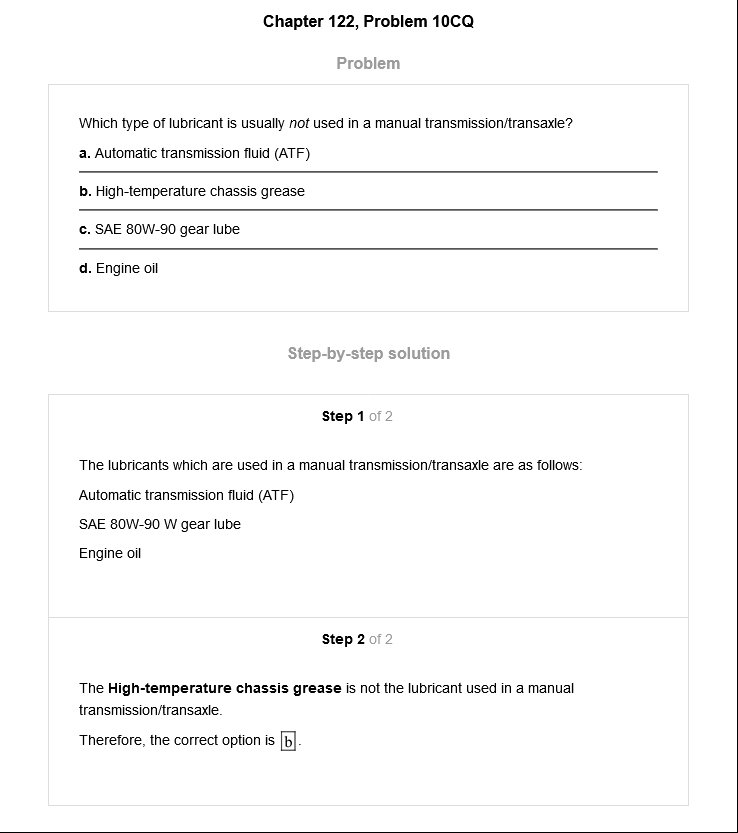 Chapter 122, Problem 10CQ
Problem
Which type of lubricant is usually not used in a manual transmission/transaxle?
a. Automatic transmission fluid (ATF)
b. High-temperature chassis grease
c. SAE 80W-90 gear lube
d. Engine oil
Step-by-step solution
Step 1 of 2
The lubricants which are used in a manual transmission/transaxle are as follows:
Automatic transmission fluid (ATF)
SAE 80W-90 W gear lube
Engine oil
Step 2 of 2
The High-temperature chassis grease is not the lubricant used in a manual
transmission/transaxle.
Therefore, the correct option is b.